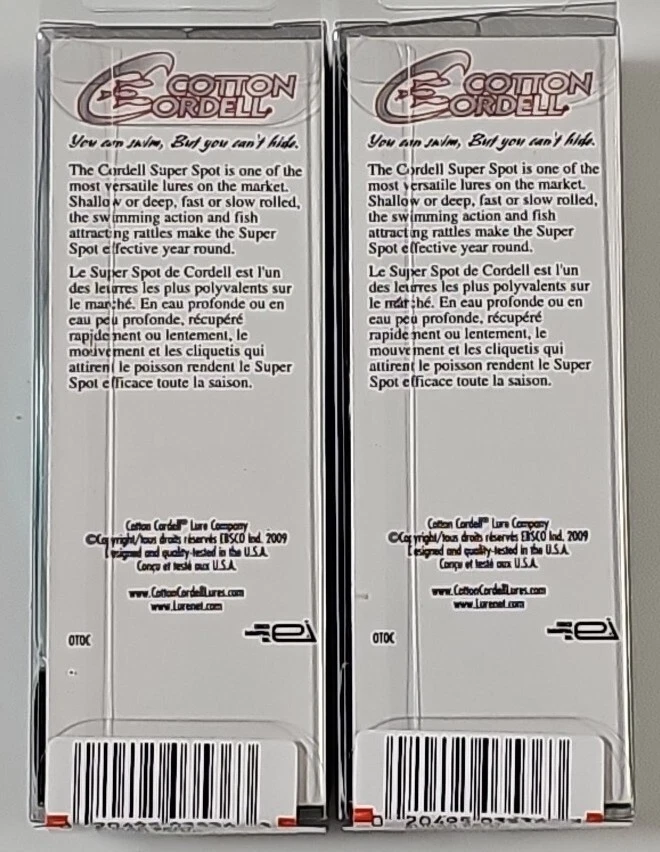 COTTON
CORDELL
You can swim, But you can't hide.
The Cordell Super Spot is one of the
most versatile lures on the market.
Shallow or deep, fast or slow rolled,
the swimming action and fish
attracting rattles make the Super
Spot effective year round.
Le Super Spot de Cordell est l'un
des leurres les plus polyvalents sur
le marché. En eau profonde ou en
eau peu profonde, récupéré
rapidement ou lentement, le
mouvement et les cliquetis qui
attirent le poisson rendent le Super
Spot efficace toute la saison.
Cotton Cordell® Lure Company
©Copyright/tous droits réservés EBSCO Ind. 2009
Designed and quality-tested in the U.S.A.
Conçu et testé aux U.S.A.
www.CottonCordellLures.com
www.Lurenet.com
OTOC
COTTON
CORDELL
You can swim, But you can't hide.
The Cordell Super Spot is one of the
most versatile lures on the market.
Shallow or deep, fast or slow rolled,
the swimming action and fish
attracting rattles make the Super
Spot effective year round.
Le Super Spot de Cordell est l'un
des leurres les plus polyvalents sur
le marché. En eau profonde ou en
eau peu profonde, récupéré
rapidement ou lentement, le
mouvement et les cliquetis qui
attirent le poisson rendent le Super
Spot efficace toute la saison.
Cotton Cordell® Lure Company
©Copyright/tous droits réservés EBSCO Ind. 2009
Designed and quality-tested in the U.S.A.
Conçu et testé aux U.S.A.
www.CottonCordellLures.com
www.Lurenet.com
OTOC